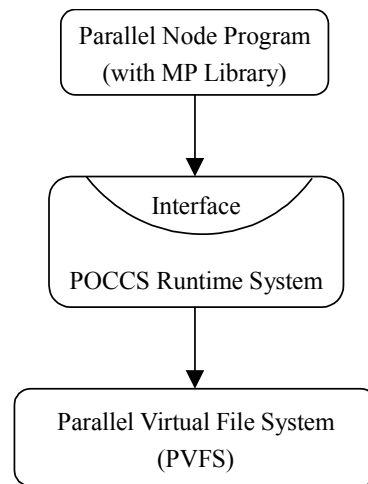 Parallel Node Program
(with MP Library)
Interface
POCCS Runtime System
Parallel Virtual File System
(PVFS)